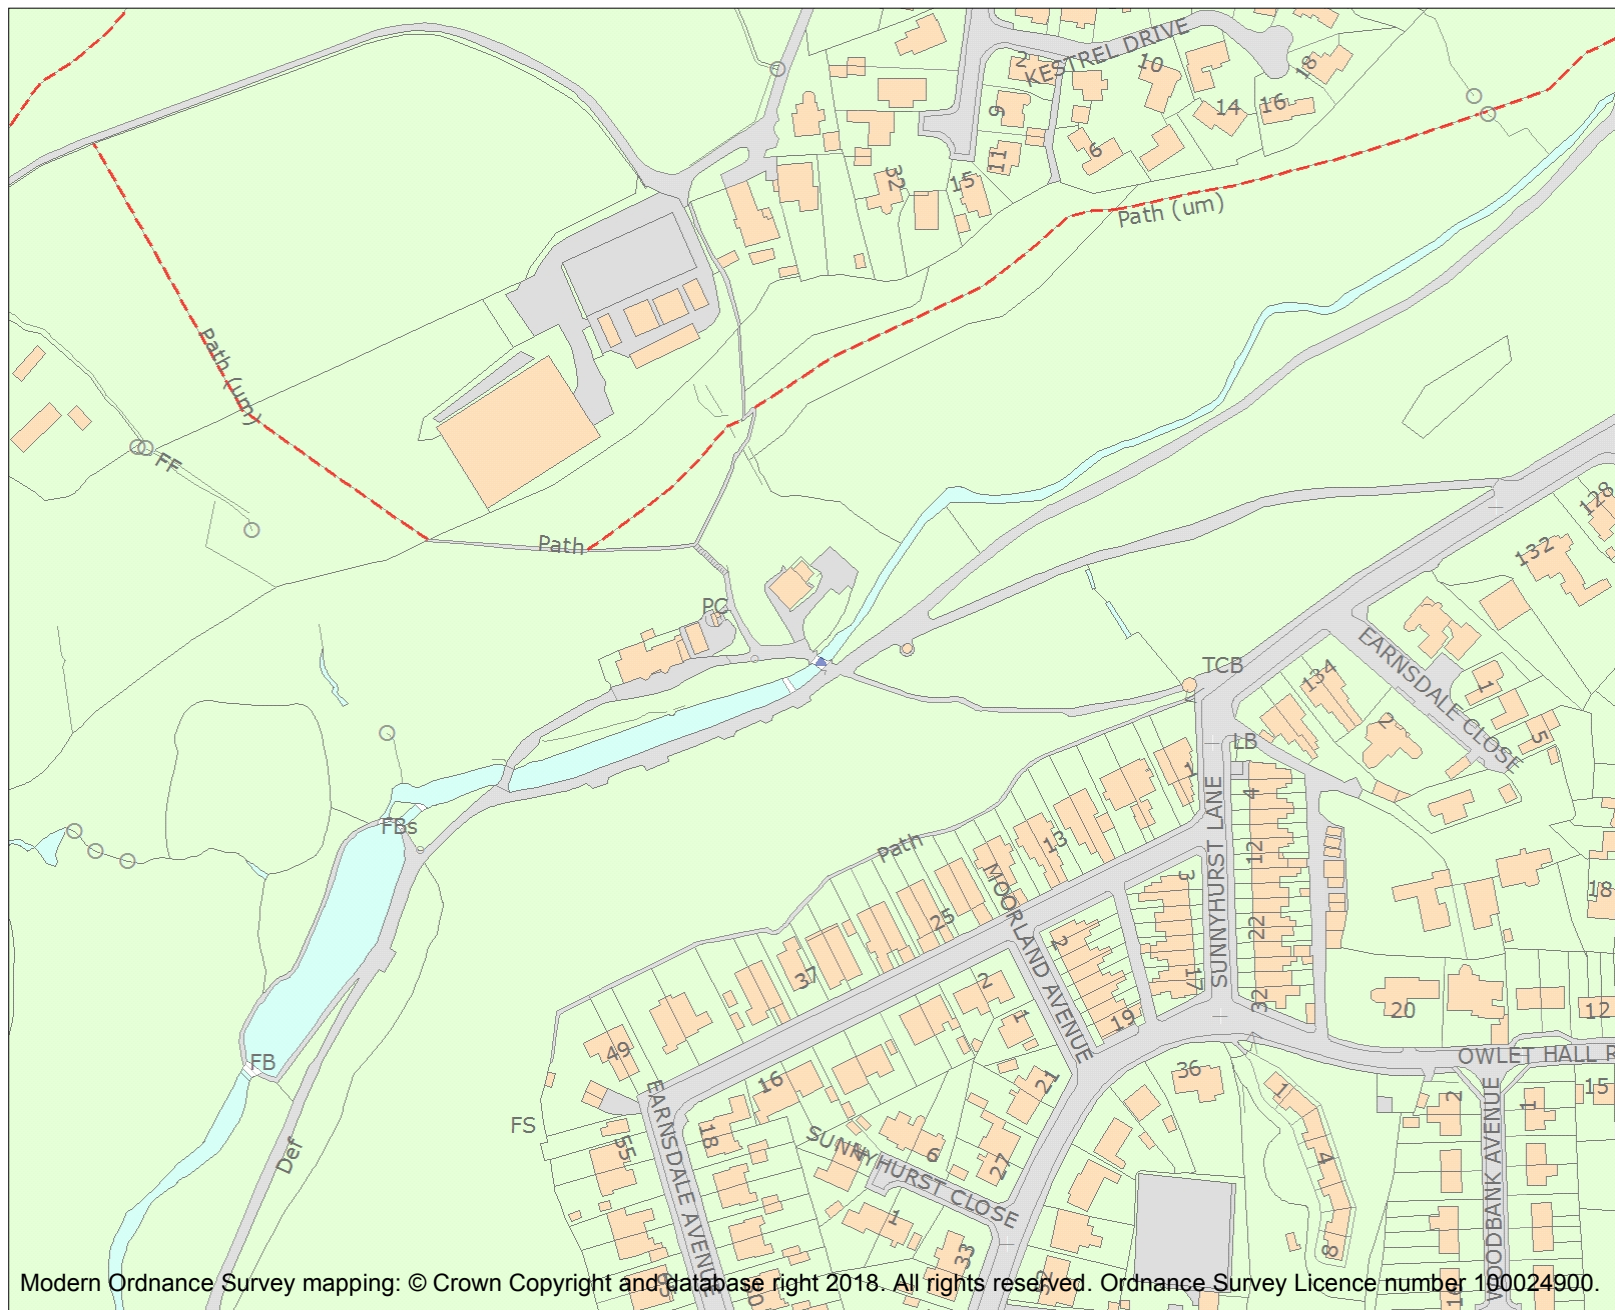 KESTREL DRIVE
2
10
18
9
14
16
6
11
32
15
Path (um)
Path (um)
FF
Path
128
132
PC
TCB
EARNSDALE CLOSE
134
1
2
5
LB
1
4
FBs
Path
13
12
SUNNYHURST LANE
MOORLAND AVENUE
3
18
25
22
2
37
17
2
32
20
12
1
19
49
FB
OWLET HALL R
16
36
21
1
15
2
1
EARNSDALE AVENUE
FS
18
55
SUNNYHURST CLOSE
4
6
27
4
Def
WOODBANK AVENUE
1
33
8
32
16
Modern Ordnance Survey mapping: © Crown Copyright and database right 2018. All rights reserved. Ordnance Survey Licence number 100024900.